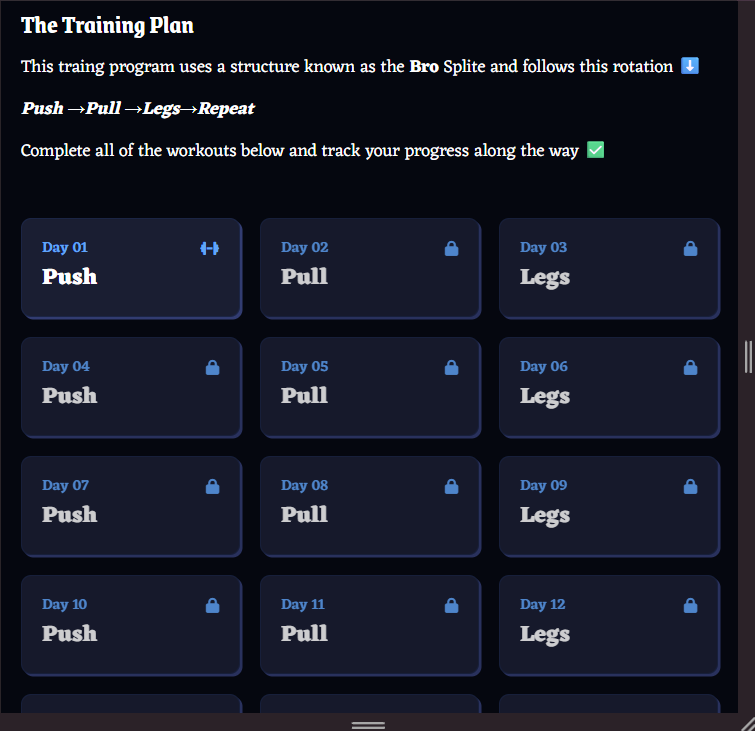 The Training Plan
This traing program uses a structure known as the Bro Splite and follows this rotation ⬇️
Push →Pull →Legs→Repeat
Complete all of the workouts below and track your progress along the way ✅
Day 01
Push
Day 02
Pull
Day 03
Legs
Day 04
Push
Day 05
Pull
Day 06
Legs
Day 07
Push
Day 08
Pull
Day 09
Legs
Day 10
Push
Day 11
Pull
Day 12
Legs